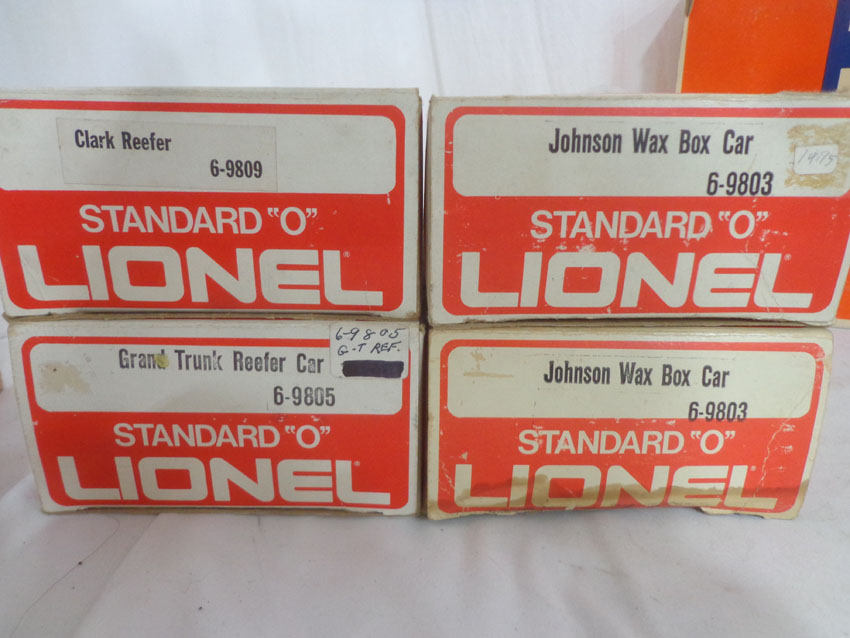 Clark Reefer
6-9809
STANDARD "O"
LIONEL
Johnson Wax Box Car
6-9803
1975
STANDARD "O"
LIONEL
6-9805
G-T REF.
Grand Trunk Reefer Car
6-9805
STANDARD "O"
LIONEL
Johnson Wax Box Car
6-9803
STANDARD "O"
LIONEL